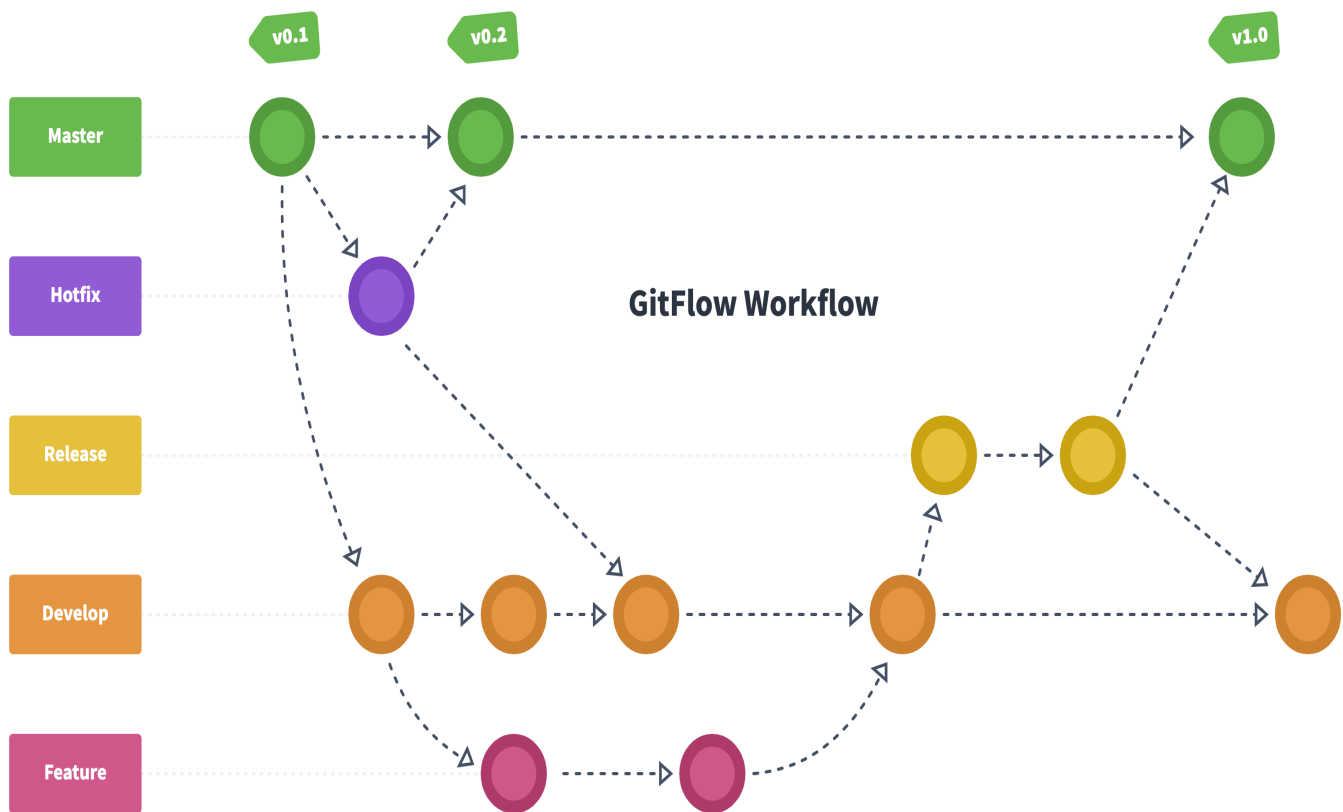 v0.1
v0.2
v1.0
Master
Hotfix
GitFlow Workflow
Release
Develop
Feature